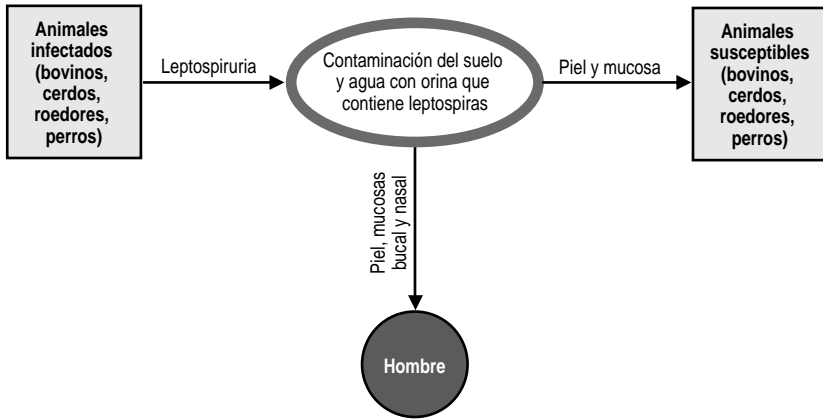 Animales
infectados
(bovinos,
cerdos,
roedores,
perros)
Leptospiruria
Contaminación del suelo
y agua con orina que
contiene leptospiras
Piel y mucosa
Animales
susceptibles
(bovinos,
cerdos,
roedores,
perros)
Piel, mucosas
bucal y nasal
Hombre